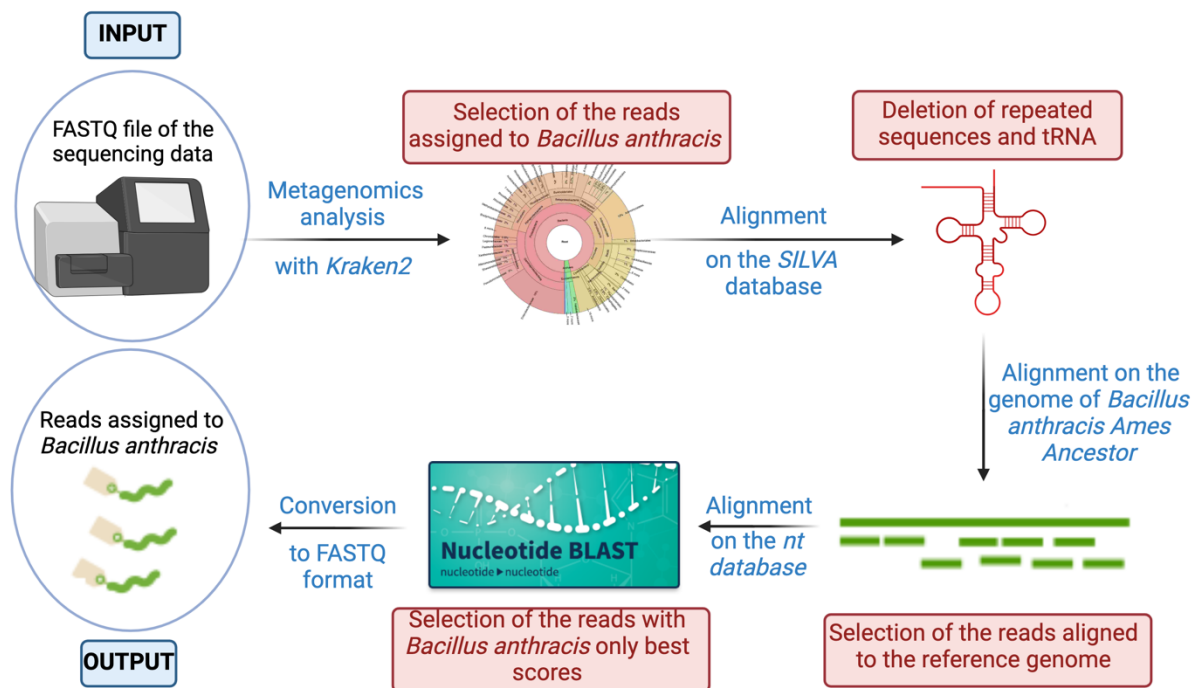 INPUT
FASTQ file of the
sequencing data
Metagenomics
analysis
with Kraken2
Selection of the reads
assigned to Bacillus anthracis
Alignment
on the SILVA
database
Deletion of repeated
sequences and tRNA
Alignment on the
genome of Bacillus
anthracis Ames
Ancestor
Selection of the reads aligned
to the reference genome
Alignment
on the nt
database
Nucleotide BLAST
nucleotide ▸ nucleotide
Selection of the reads with
Bacillus anthracis only best
scores
Conversion
to FASTQ
format
Reads assigned to
Bacillus anthracis
OUTPUT